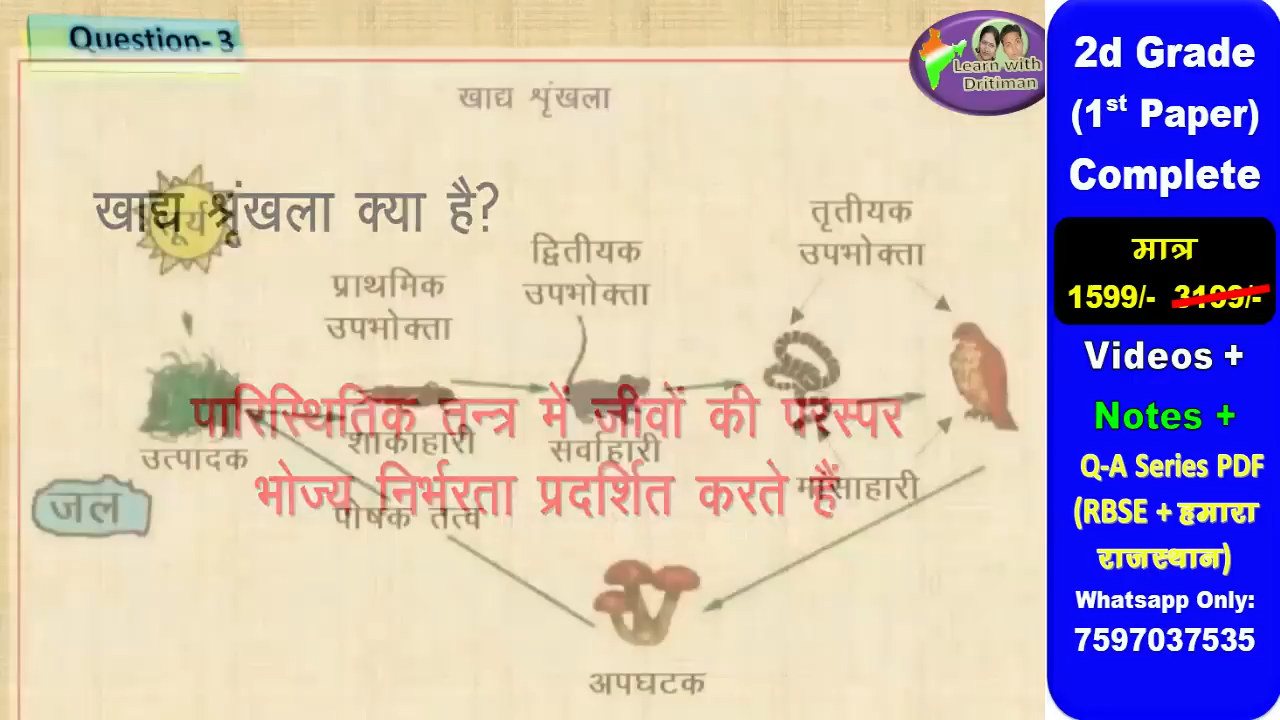 Question- 3
Learn with
Dritiman
खाद्य श्रृंखला
खाद्य श्रृंखला क्या है?
सूर्य
तृतीयक
उपभोक्ता
द्वितीयक
उपभोक्ता
प्राथमिक
उपभोक्ता
पारिस्थितिक तन्त्र में जीवों की परस्पर
शाकाहारी
सर्वाहारी
उत्पादक
भोज्य निर्भरता प्रदर्शित करते हैं
मांसाहारी
पोषक तत्व
जल
अपघटक
2d Grade
(1st Paper)
Complete
मात्र
1599/- 3199/-
Videos +
Notes +
Q-A Series PDF
(RBSE + हमारा
राजस्थान)
Whatsapp Only:
7597037535